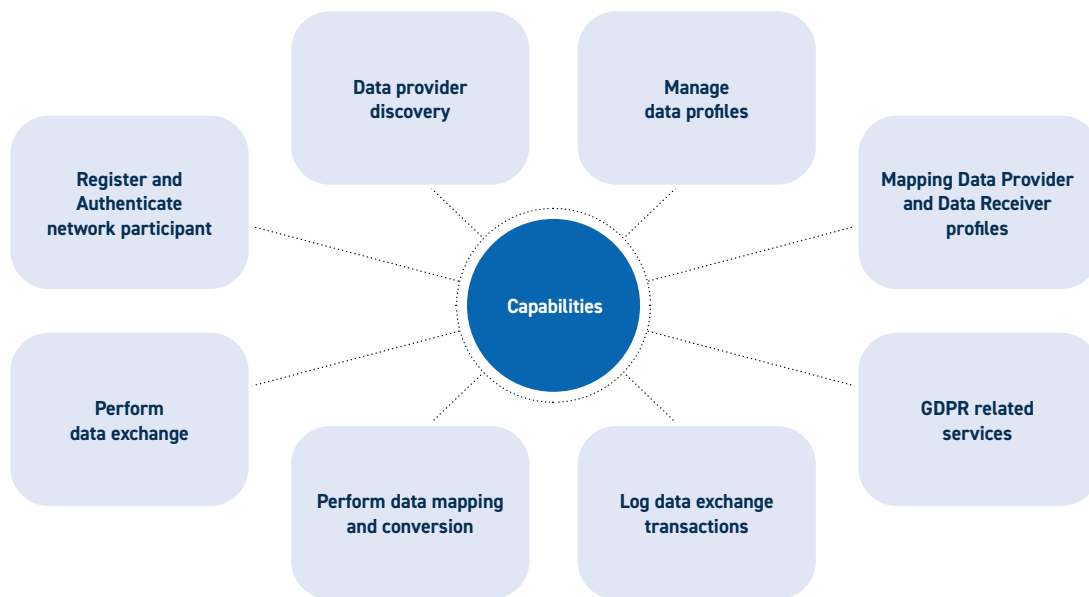 Data provider
discovery
Manage
data profiles
Register and
Authenticate
network participant
Mapping Data Provider
and Data Receiver
profiles
Capabilities
Perform
data exchange
GDPR related
services
Perform data mapping
and conversion
Log data exchange
transactions